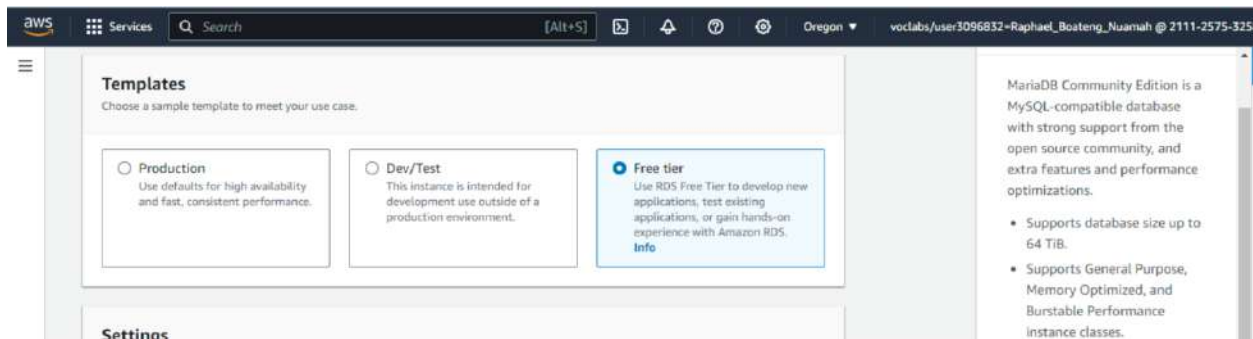 aws Services Search [Alt+S] Oregon ▼ voclabs/user3096832=Raphael_Boateng_Nuamah @ 2111-2575-325
Templates
Choose a sample template to meet your use case.
Production
Use defaults for high availability
and fast, consistent performance.
Dev/Test
This instance is intended for
development use outside of a
production environment.
Free tier
Use RDS Free Tier to develop new
applications, test existing
applications, or gain hands-on
experience with Amazon RDS.
Info
Settings
MariaDB Community Edition is a
MySQL-compatible database
with strong support from the
open source community, and
extra features and performance
optimizations.
• Supports database size up to
64 TiB.
• Supports General Purpose,
Memory Optimized, and
Burstable Performance
instance classes.